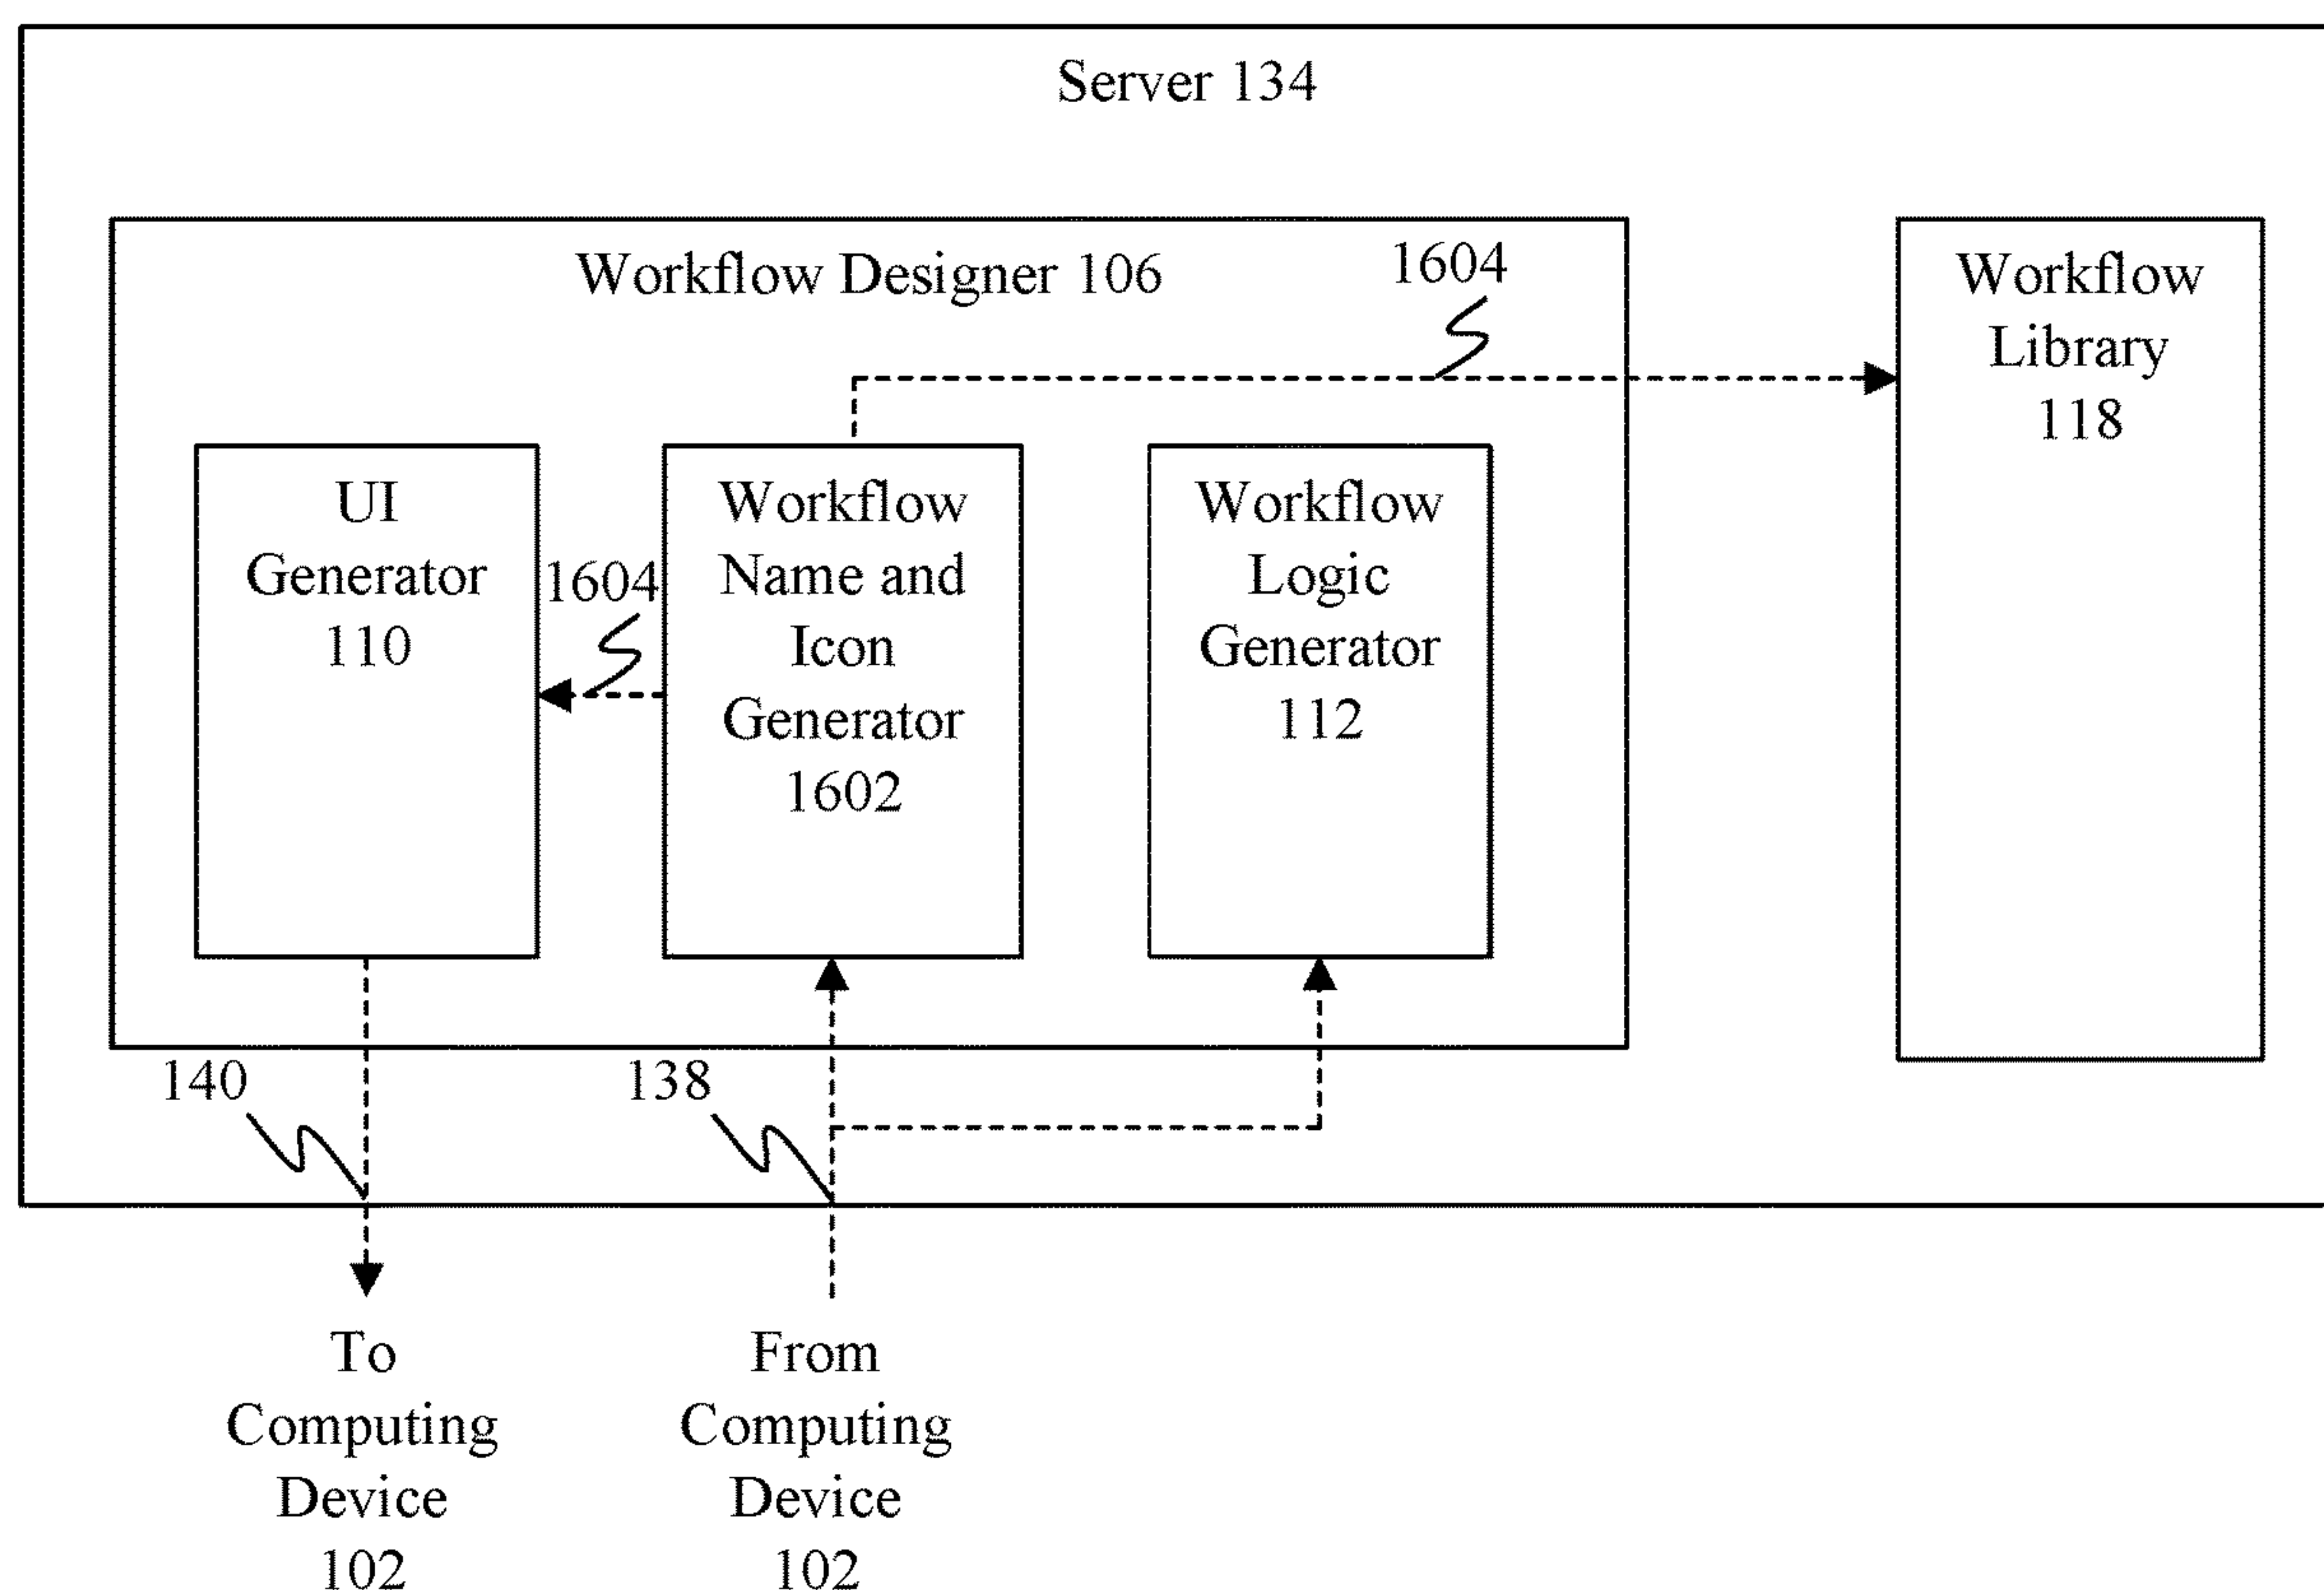 Server 134
Workflow Designer 106
1604
Workflow
Library
118
UI
Generator
110
1604
Workflow
Name and
Icon
Generator
1602
Workflow
Logic
Generator
112
140
138
To
Computing
Device
102
From
Computing
Device
102